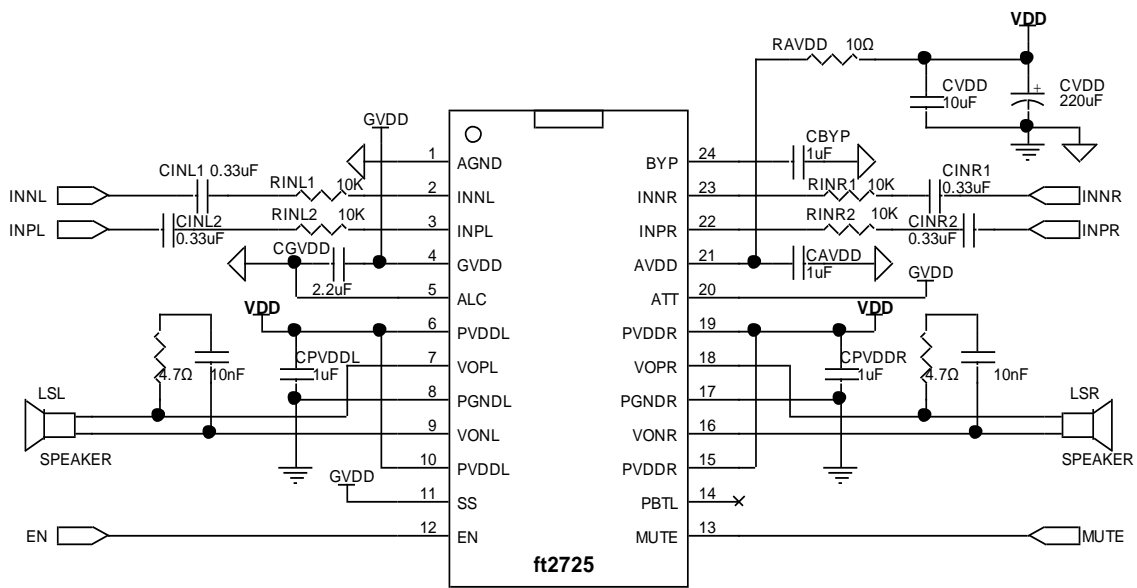 VDD
RAVDD 10Ω
CVDD
10uF
CVDD
220uF
+
GVDD
CBYP
1uF
1 AGND
BYP 24
CINL1 0.33uF
RINL1 10K
INNL
2 INNL
INNR 23
RINR1 10K
CINR1
0.33uF
INNR
INPL
CINL2
0.33uF
RINL2 10K
3 INPL
INPR 22
RINR2 10K
CINR2
0.33uF
INPR
CGVDD
2.2uF
4 GVDD
AVDD 21
CAVDD
1uF
GVDD
5 ALC
ATT 20
VDD
6 PVDDL
PVDDR 19
VDD
4.7Ω
10nF
CPVDDL
1uF
7 VOPL
VOPR 18
CPVDDR
1uF
4.7Ω
10nF
LSL
8 PGNDL
PGNDR 17
LSR
9 VONL
VONR 16
SPEAKER
SPEAKER
10 PVDDL
PVDDR 15
GVDD
11 SS
PBTL 14
EN
12 EN
MUTE 13
MUTE
ft2725